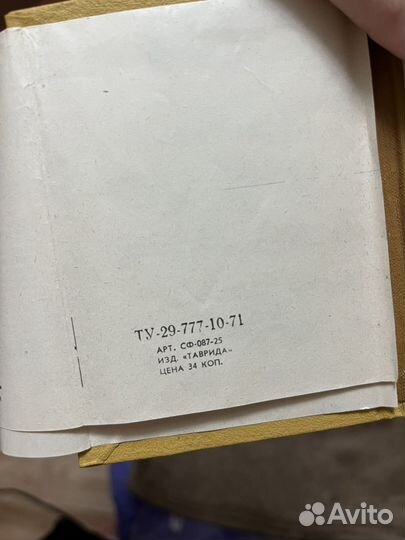 ТУ-29-777-10-71
АРТ. СФ-087-25
ИЗД. «ТАВРИДА»
ЦЕНА 34 КОП.
Avito